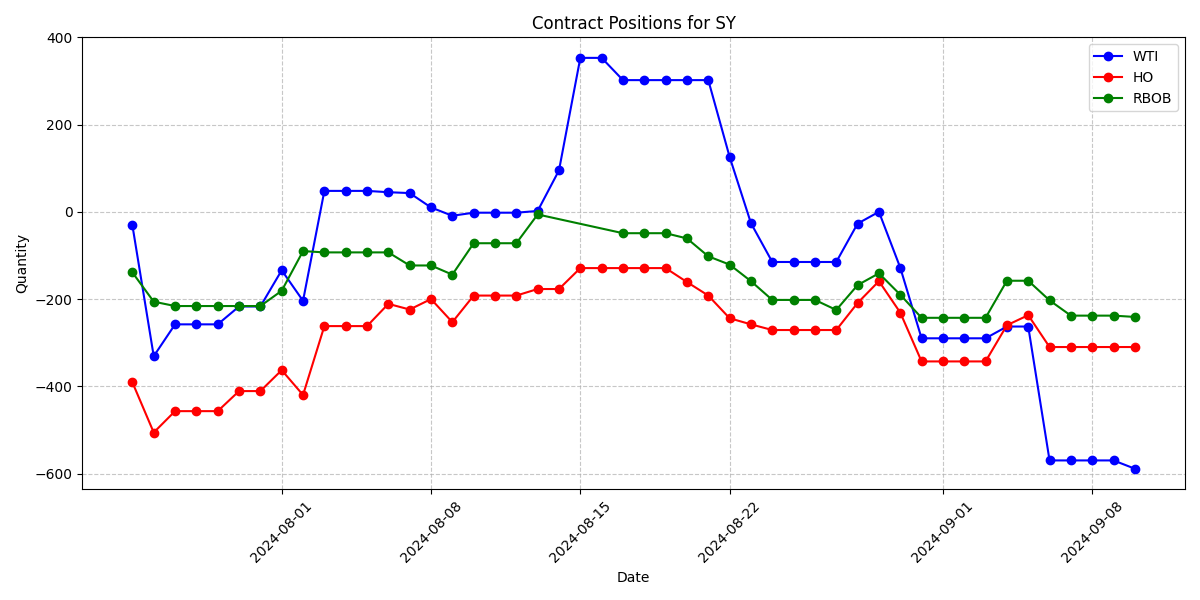 Contract Positions for SY
400
200
0
−200
−400
−600
Quantity
WTI
HO
RBOB
2024-08-01
2024-08-08
2024-08-15
2024-08-22
2024-09-01
2024-09-08
Date